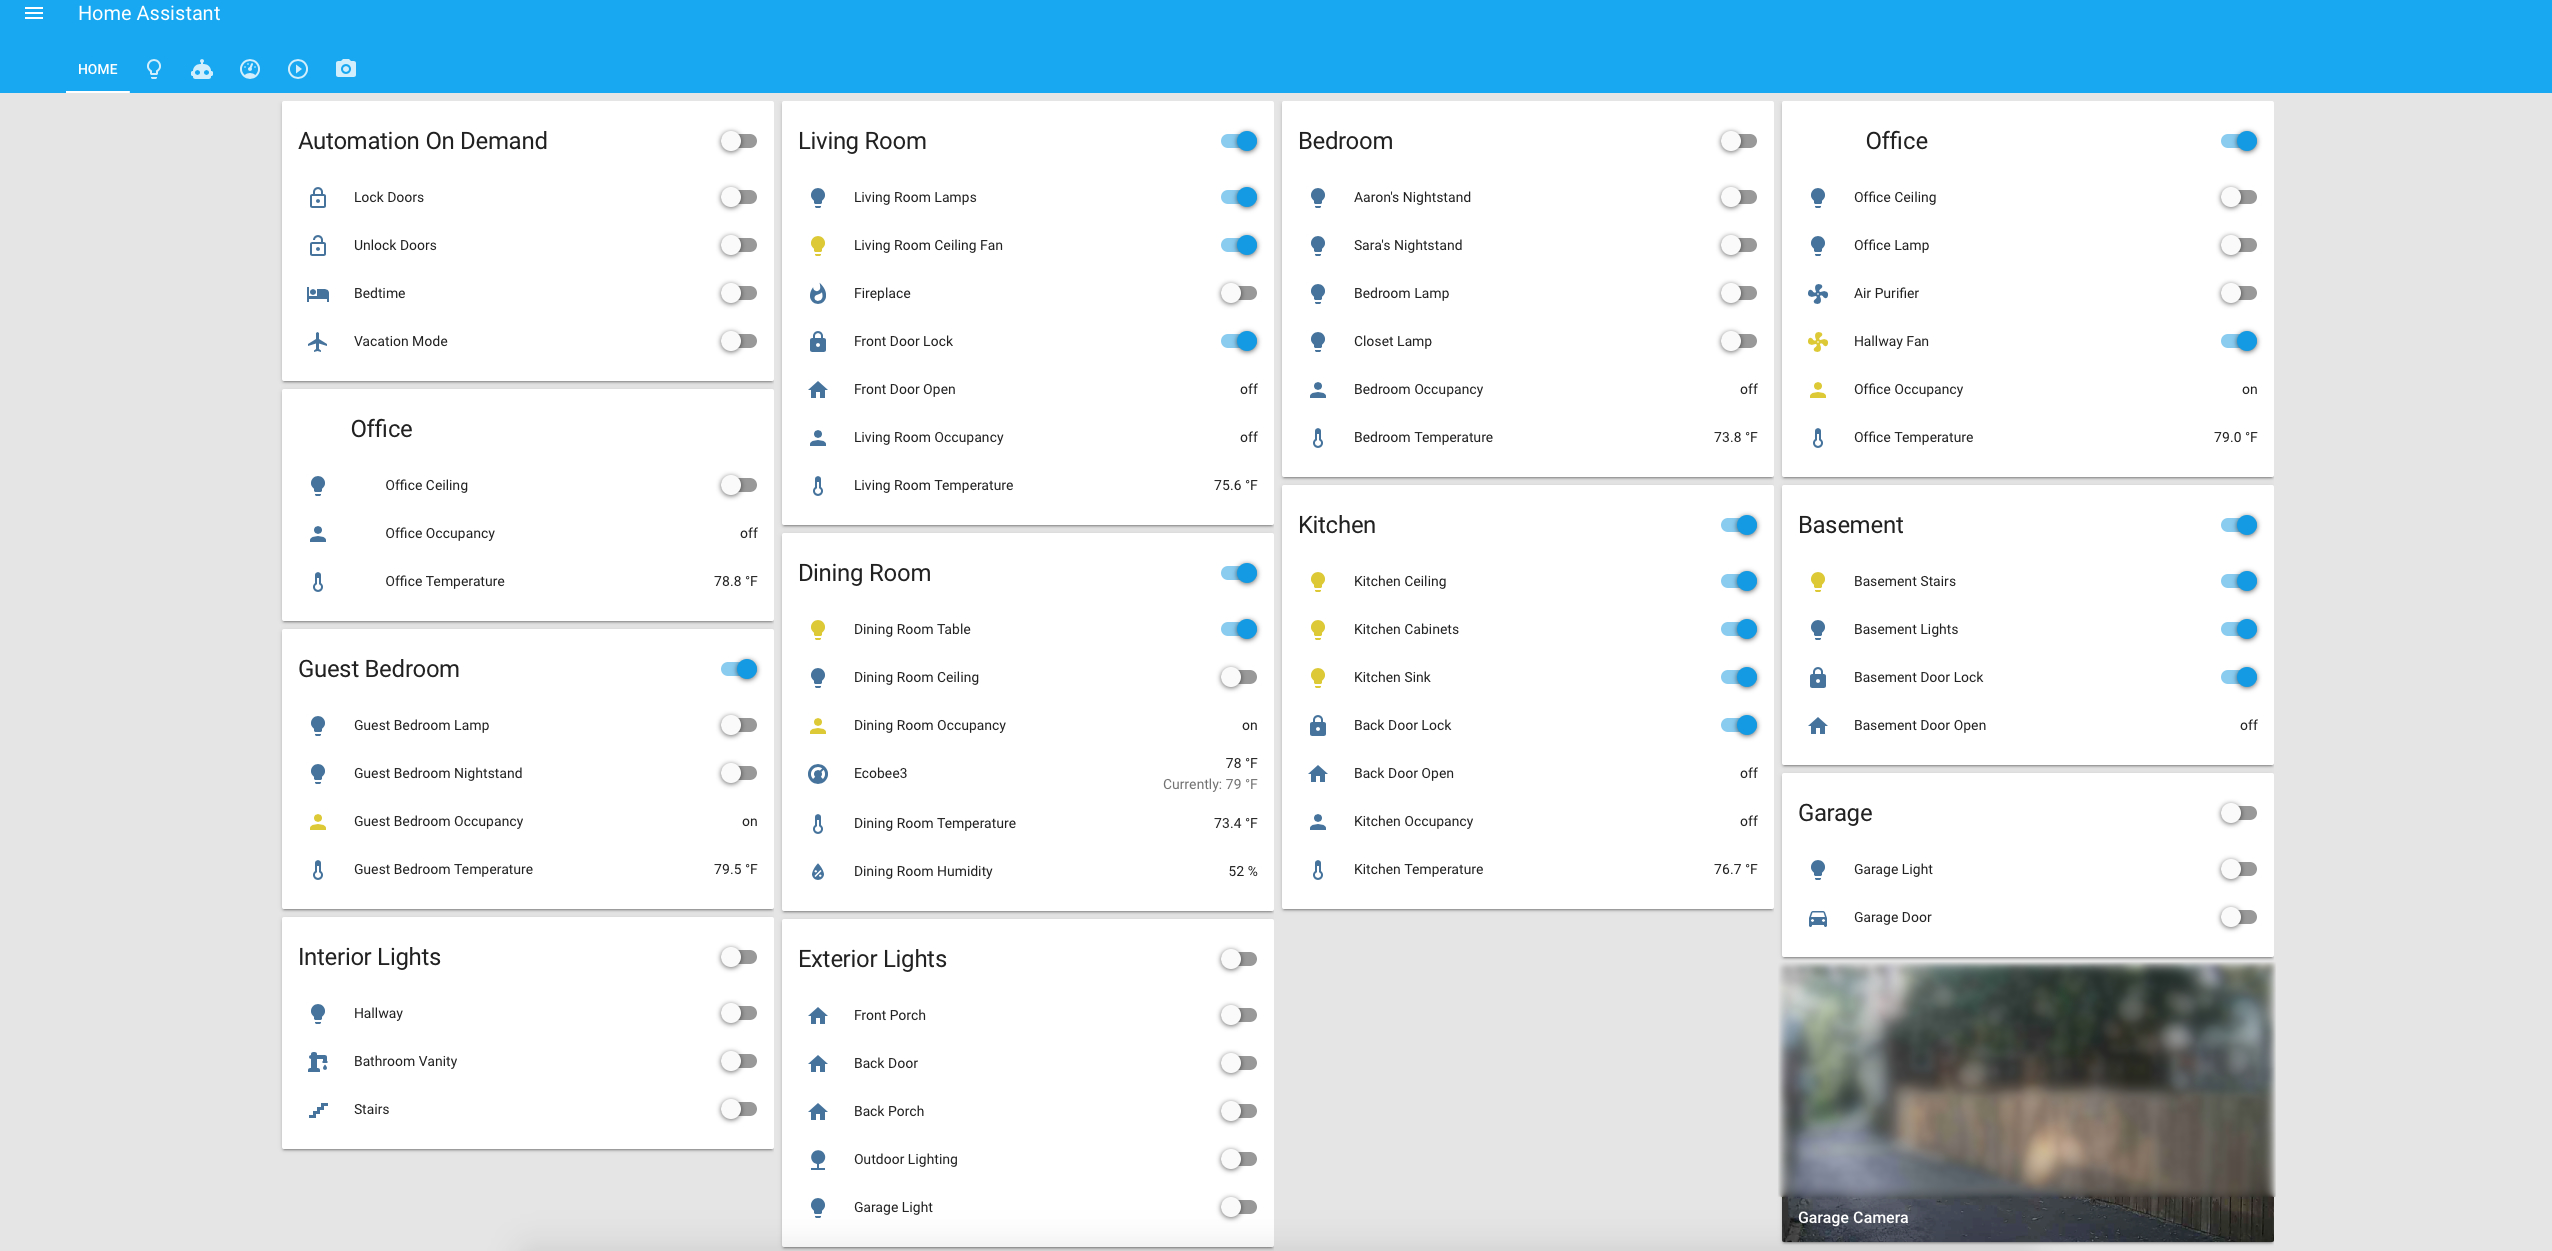 Home Assistant
HOME
Automation On Demand
Lock Doors
Unlock Doors
Bedtime
Vacation Mode
Office
Office Ceiling
Office Occupancy off
Office Temperature 78.8 °F
Guest Bedroom
Guest Bedroom Lamp
Guest Bedroom Nightstand
Guest Bedroom Occupancy on
Guest Bedroom Temperature 79.5 °F
Interior Lights
Hallway
Bathroom Vanity
Stairs
Living Room
Living Room Lamps
Living Room Ceiling Fan
Fireplace
Front Door Lock
Front Door Open off
Living Room Occupancy off
Living Room Temperature 75.6 °F
Dining Room
Dining Room Table
Dining Room Ceiling
Dining Room Occupancy on
Ecobee3 78 °F
Currently: 79 °F
Dining Room Temperature 73.4 °F
Dining Room Humidity 52 %
Exterior Lights
Front Porch
Back Door
Back Porch
Outdoor Lighting
Garage Light
Bedroom
Aaron's Nightstand
Sara's Nightstand
Bedroom Lamp
Closet Lamp
Bedroom Occupancy off
Bedroom Temperature 73.8 °F
Kitchen
Kitchen Ceiling
Kitchen Cabinets
Kitchen Sink
Back Door Lock
Back Door Open off
Kitchen Occupancy off
Kitchen Temperature 76.7 °F
Office
Office Ceiling
Office Lamp
Air Purifier
Hallway Fan
Office Occupancy on
Office Temperature 79.0 °F
Basement
Basement Stairs
Basement Lights
Basement Door Lock
Basement Door Open off
Garage
Garage Light
Garage Door
Garage Camera